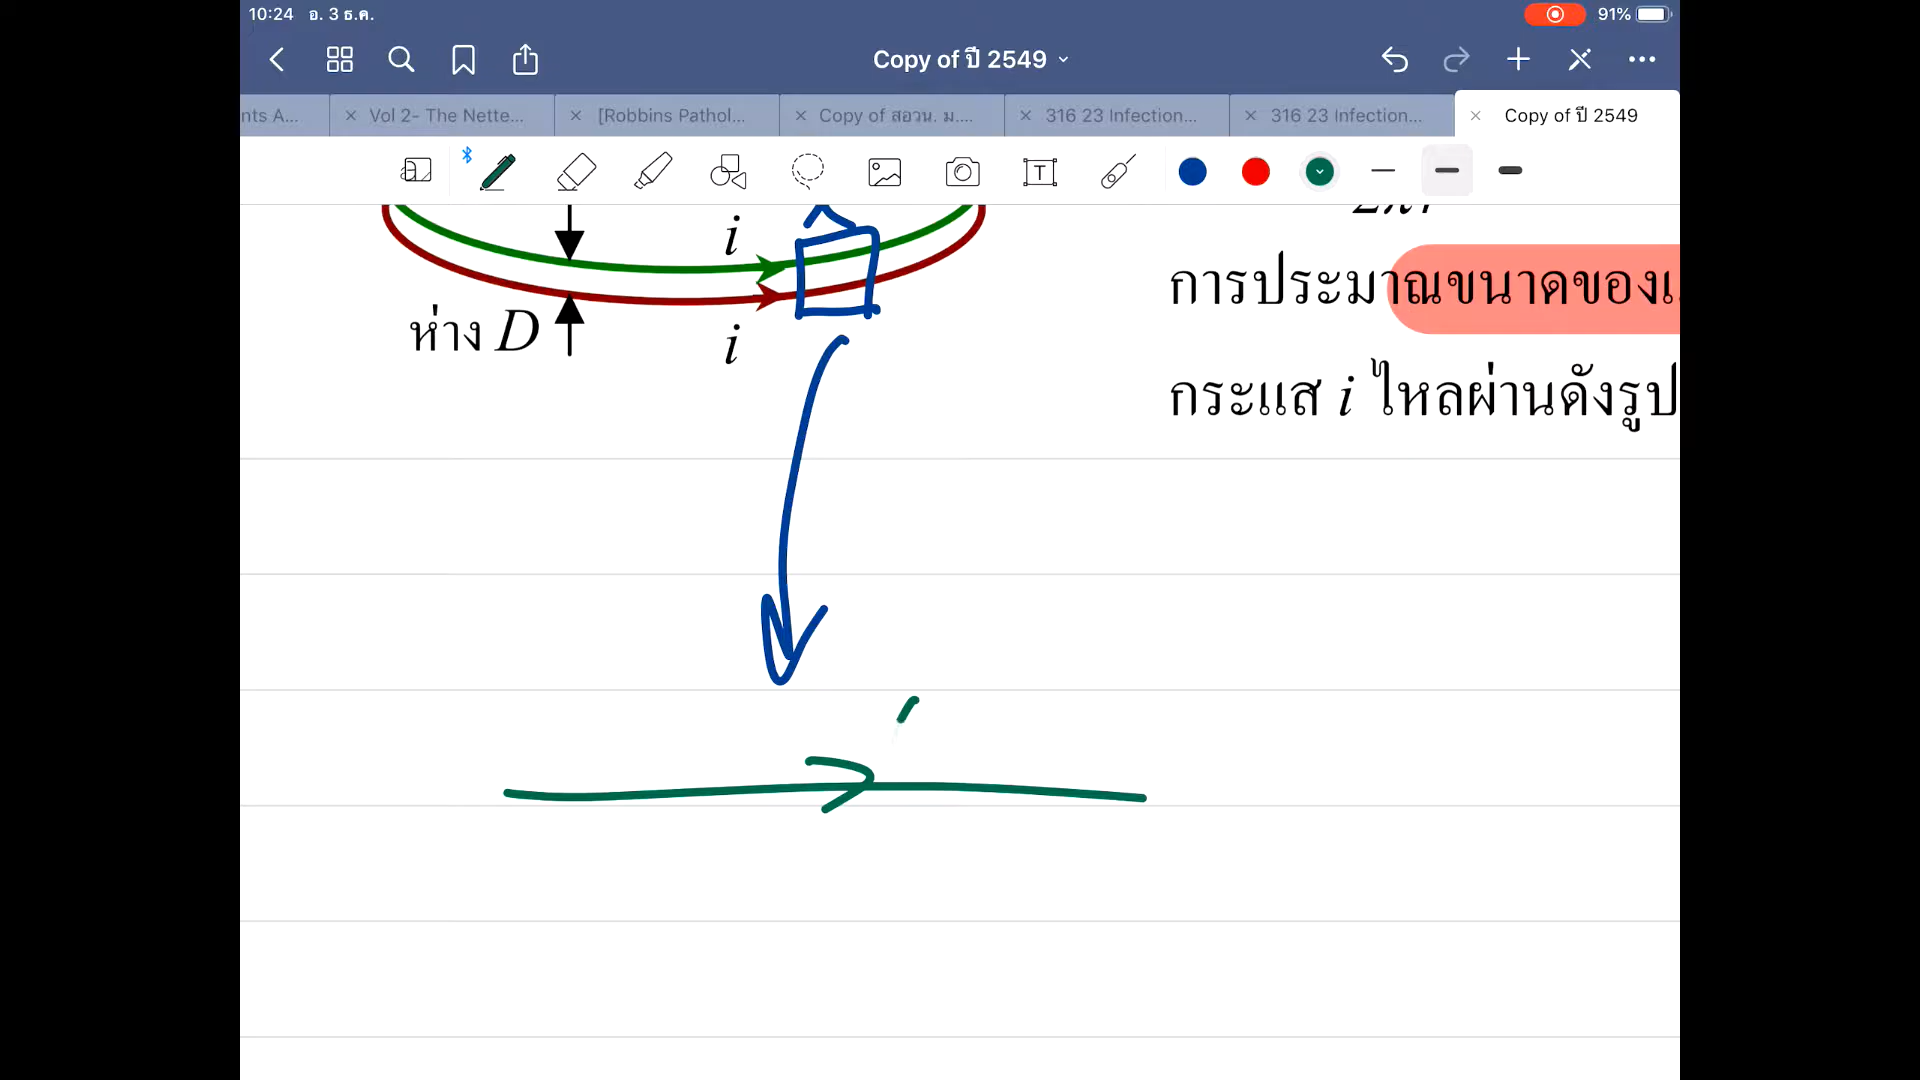 10:24 อ. 3 ธ.ค.
91%
Copy of ปี 2549
nts A...
Vol 2- The Nette...
[Robbins Pathol...
Copy of สอวน. ม....
316 23 Infection...
316 23 Infection...
Copy of ปี 2549
i
ห่าง D
i
การประมาณขนาดของแ
กระแส i ไหลผ่านดังรูป